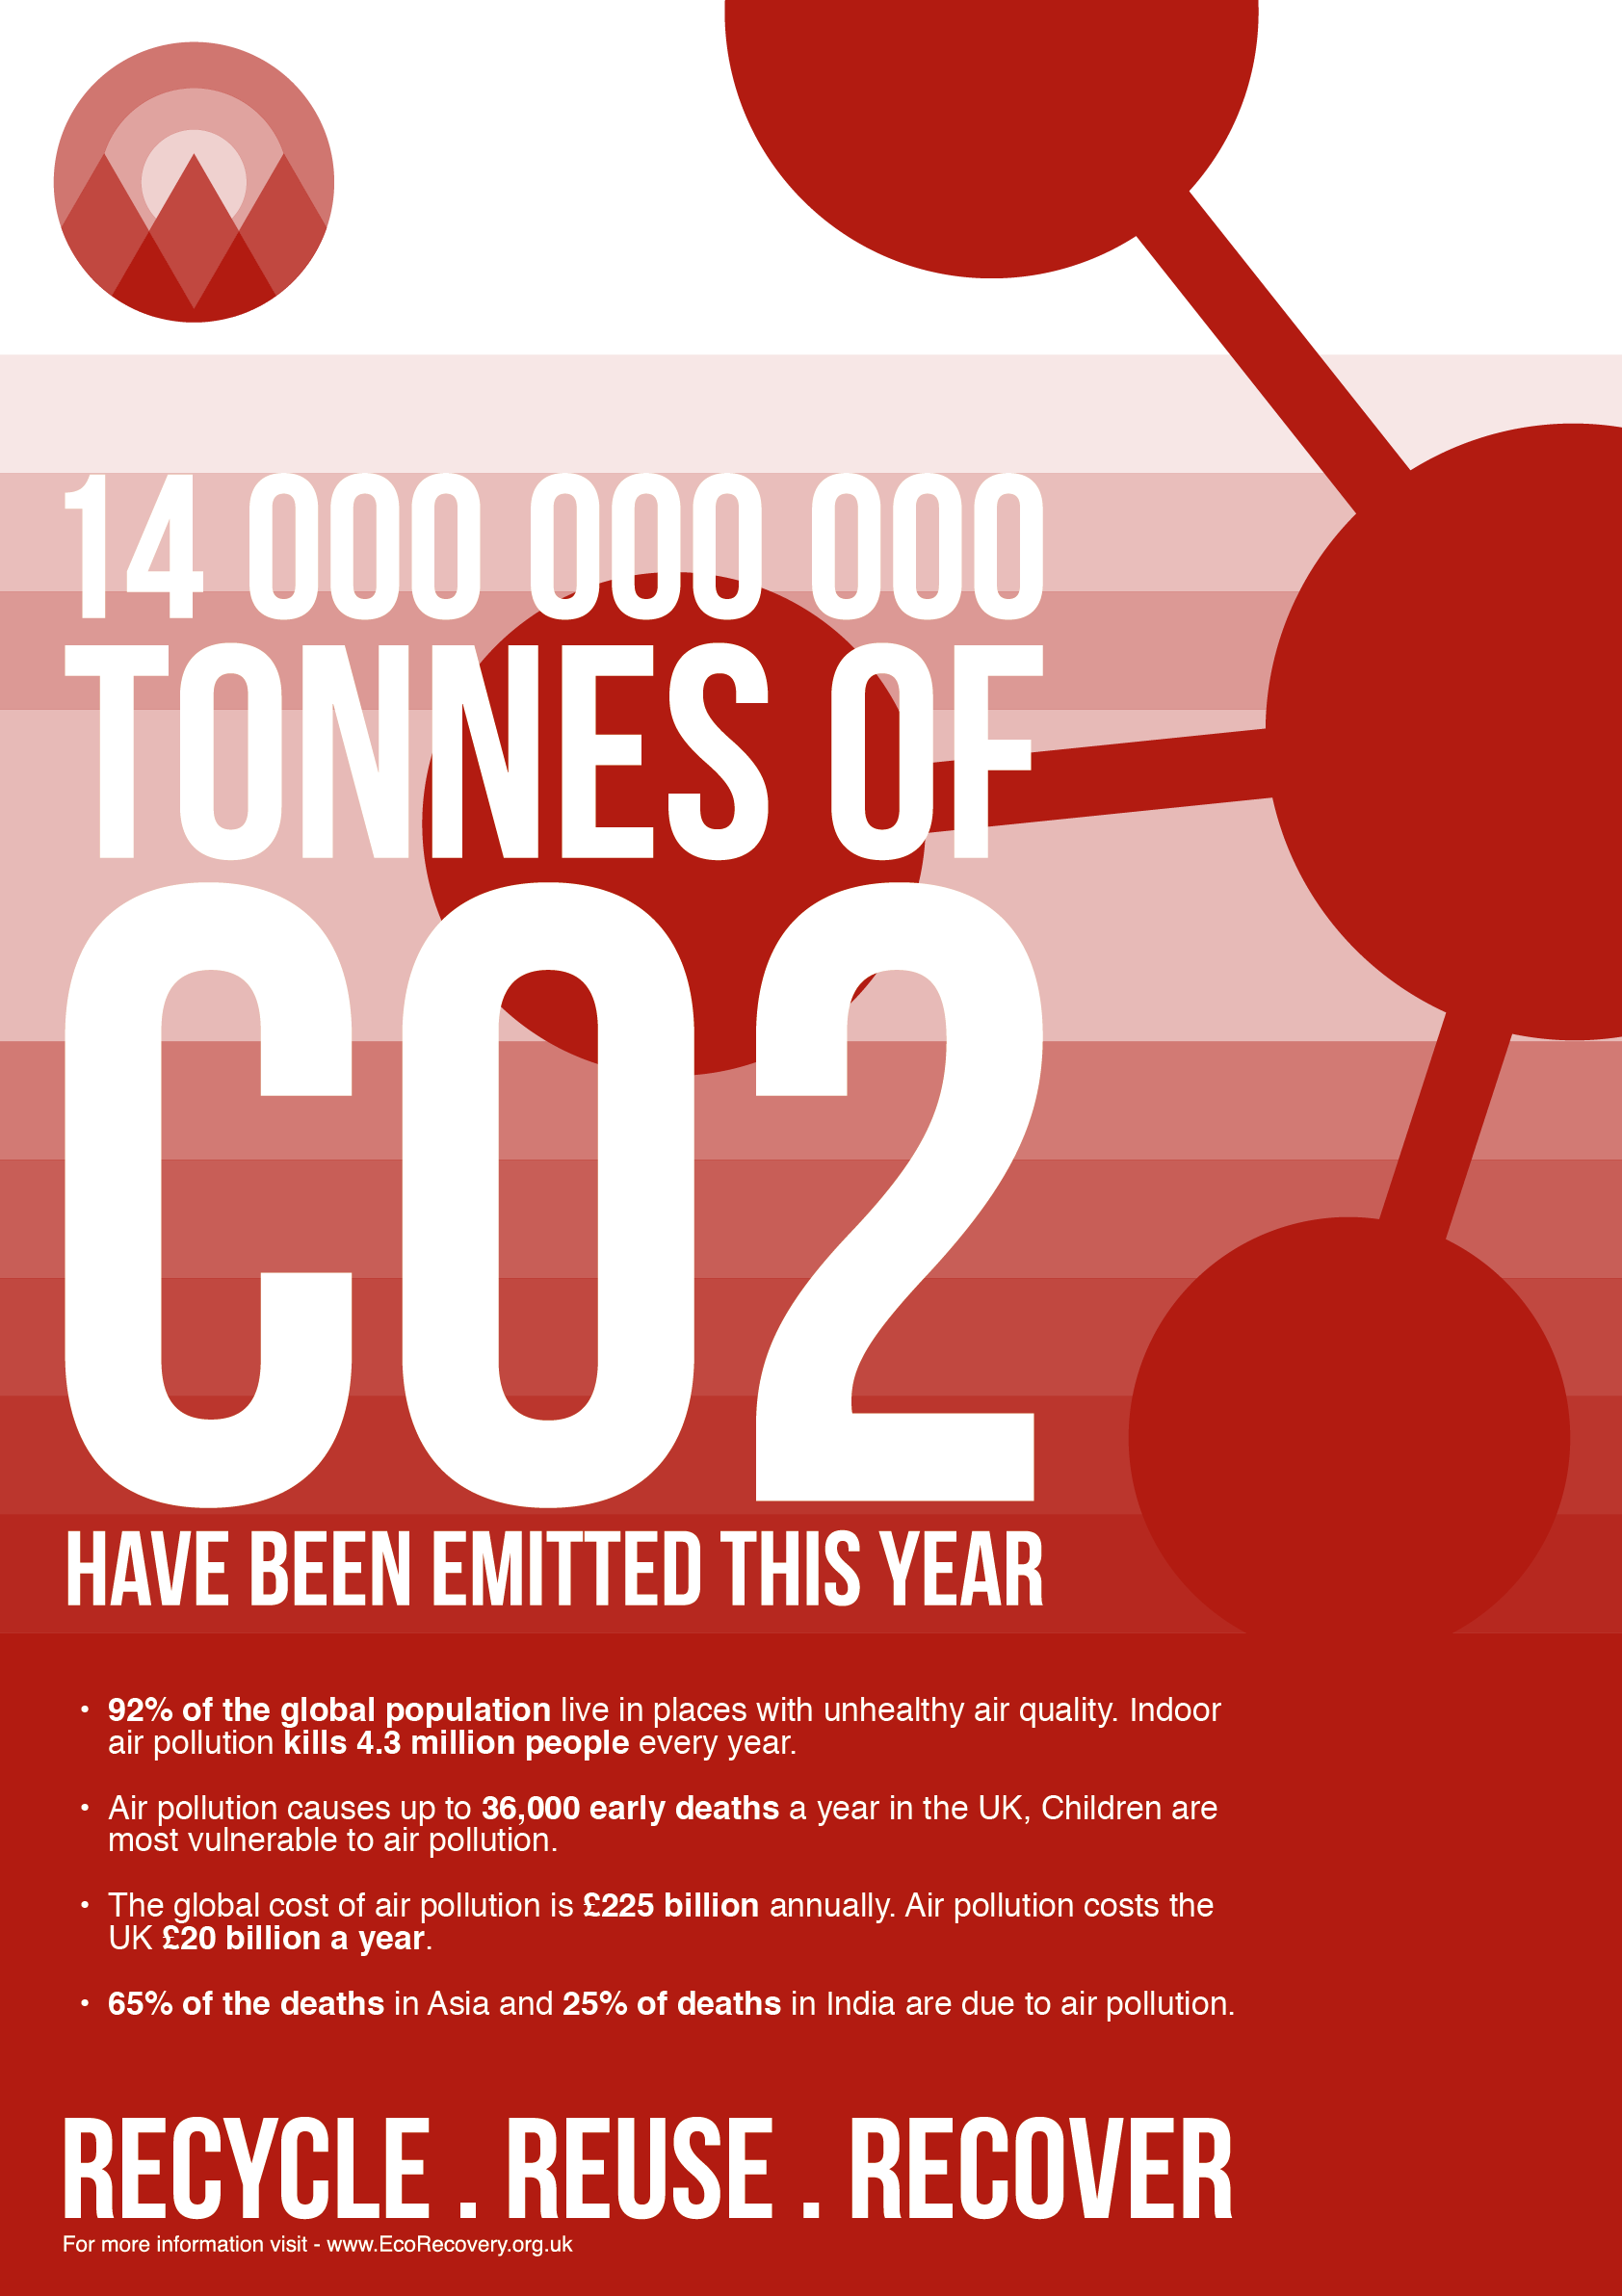 14 000 000 000
TONNES OF
CO2
HAVE BEEN EMITTED THIS YEAR
• 92% of the global population live in places with unhealthy air quality. Indoor
air pollution kills 4.3 million people every year.
• Air pollution causes up to 36,000 early deaths a year in the UK, Children are
most vulnerable to air pollution.
• The global cost of air pollution is £225 billion annually. Air pollution costs the
UK £20 billion a year.
• 65% of the deaths in Asia and 25% of deaths in India are due to air pollution.
RECYCLE . REUSE . RECOVER
For more information visit - www.EcoRecovery.org.uk